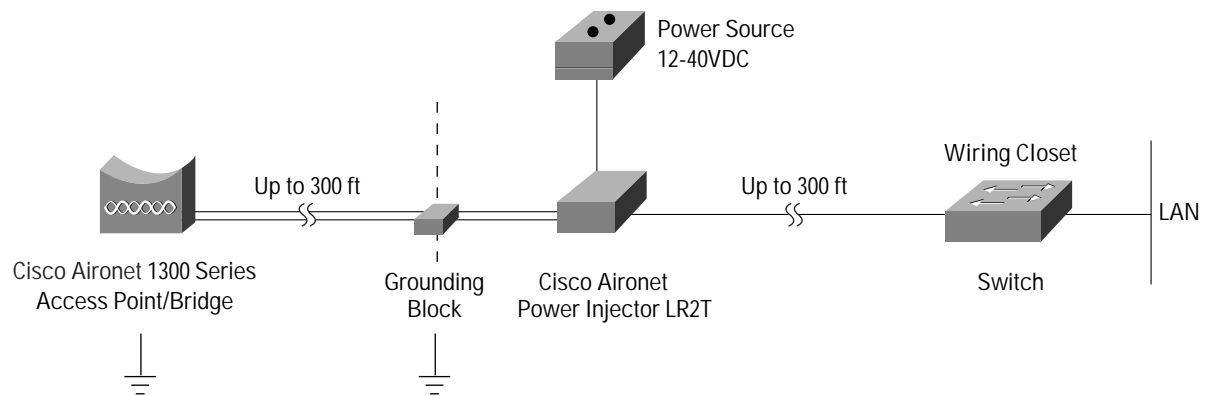 Power Source
12-40VDC
Wiring Closet
Up to 300 ft
Up to 300 ft
LAN
Cisco Aironet 1300 Series
Access Point/Bridge
Grounding
Block
Cisco Aironet
Power Injector LR2T
Switch